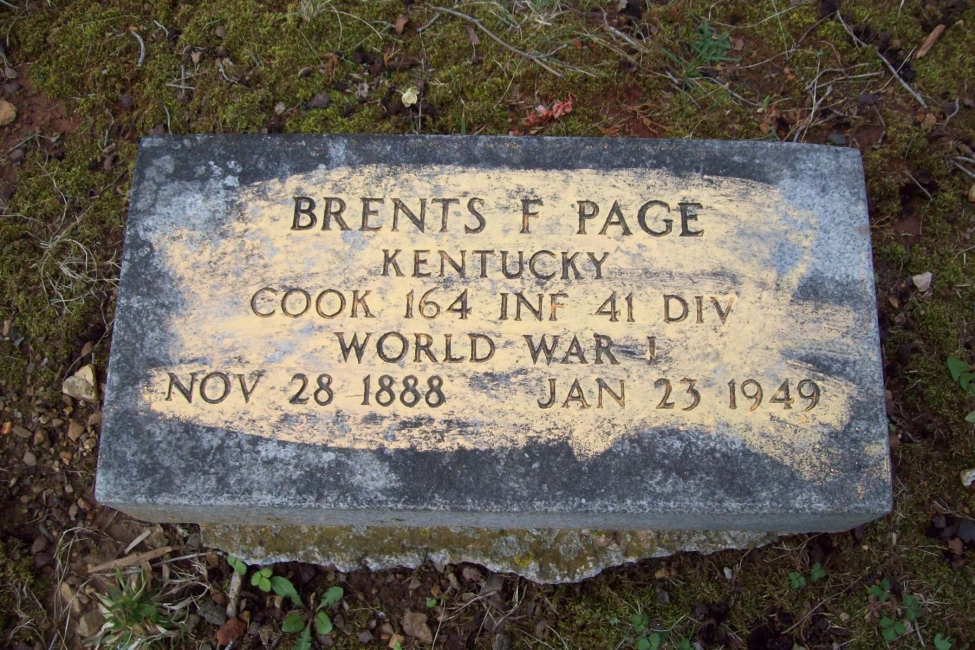 BRENTS F PAGE
KENTUCKY
COOK 164 INF 41 DIV
WORLD WAR I
NOV 28 1888 JAN 23 1949